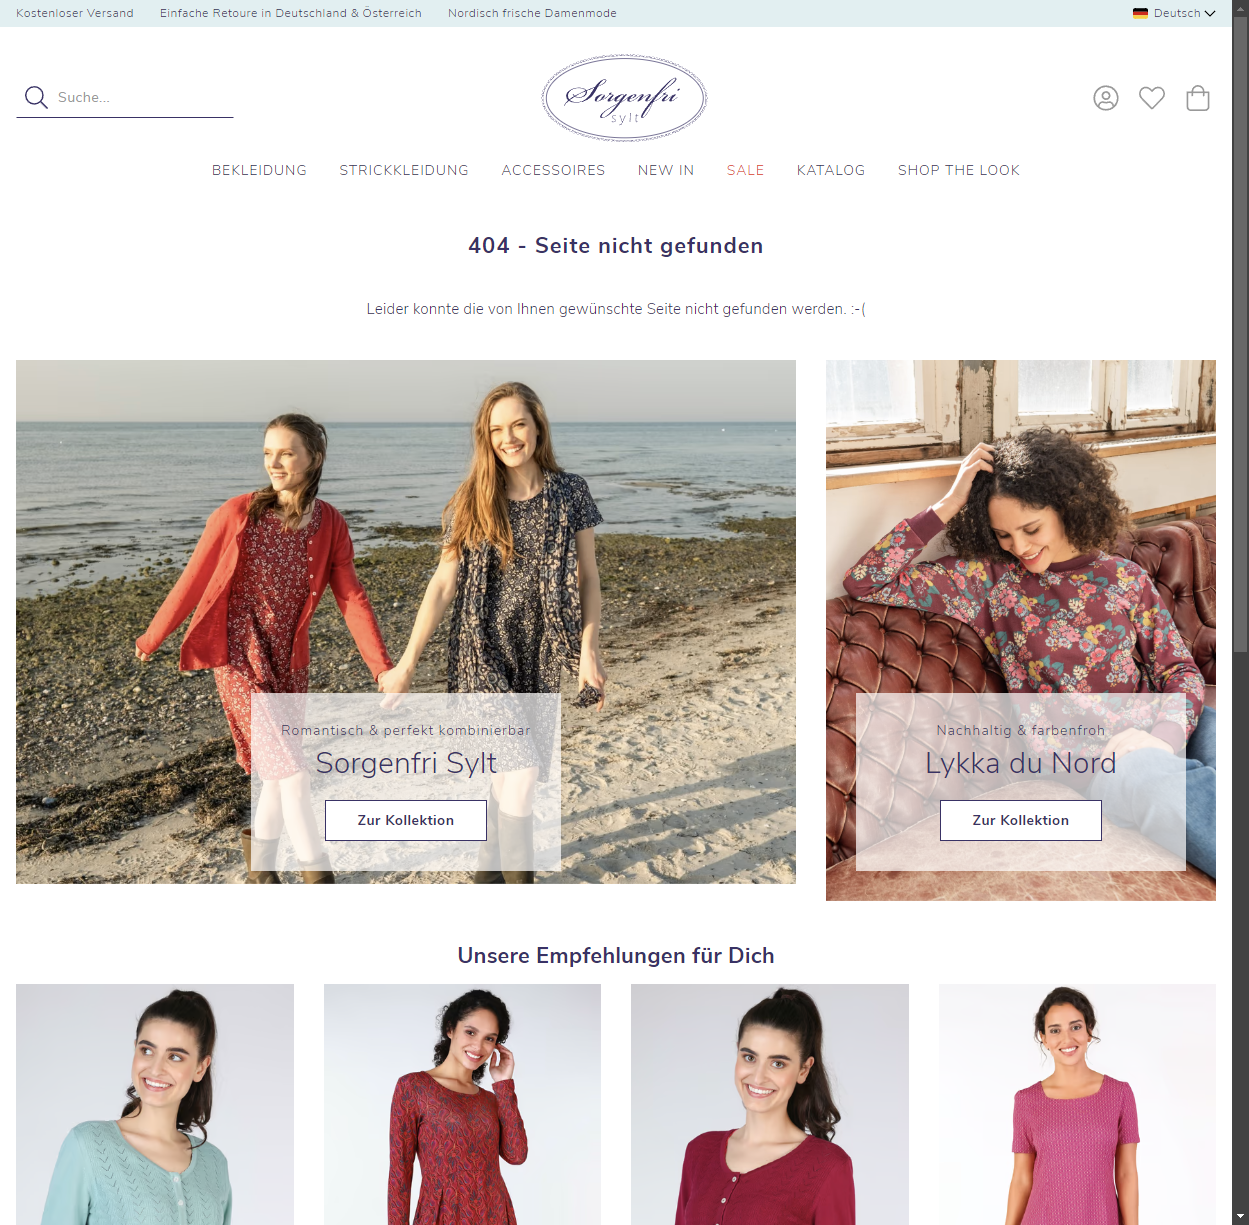 Kostenloser Versand
Einfache Retoure in Deutschland & Österreich
Nordisch frische Damenmode
Deutsch
Suche...
Sorgenfri
sylt
BEKLEIDUNG
STRICKKLEIDUNG
ACCESSOIRES
NEW IN
SALE
KATALOG
SHOP THE LOOK
404 - Seite nicht gefunden
Leider konnte die von Ihnen gewünschte Seite nicht gefunden werden. :-(
Romantisch & perfekt kombinierbar
Sorgenfri Sylt
Zur Kollektion
Nachhaltig & farbenfroh
Lykka du Nord
Zur Kollektion
Unsere Empfehlungen für Dich